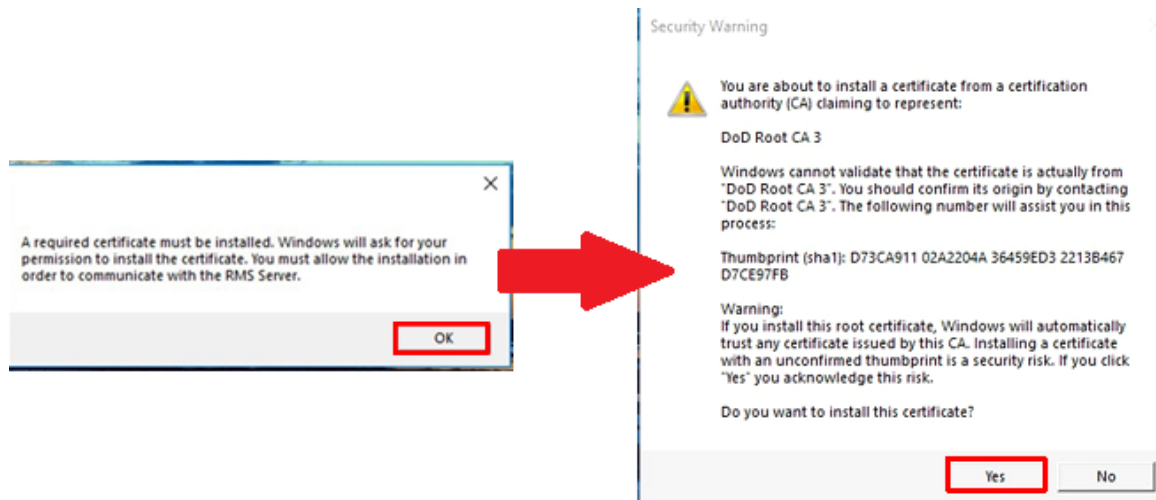 A required certificate must be installed. Windows will ask for your
permission to install the certificate. You must allow the installation in
order to communicate with the RMS Server.
OK
Security Warning
You are about to install a certificate from a certification
authority (CA) claiming to represent:
DoD Root CA 3
Windows cannot validate that the certificate is actually from
"DoD Root CA 3". You should confirm its origin by contacting
"DoD Root CA 3". The following number will assist you in this
process:
Thumbprint (sha1): D73CA911 02A2204A 36459ED3 2213B467
D7CE97FB
Warning:
If you install this root certificate, Windows will automatically
trust any certificate issued by this CA. Installing a certificate
with an unconfirmed thumbprint is a security risk. If you click
"Yes" you acknowledge this risk.
Do you want to install this certificate?
Yes
No